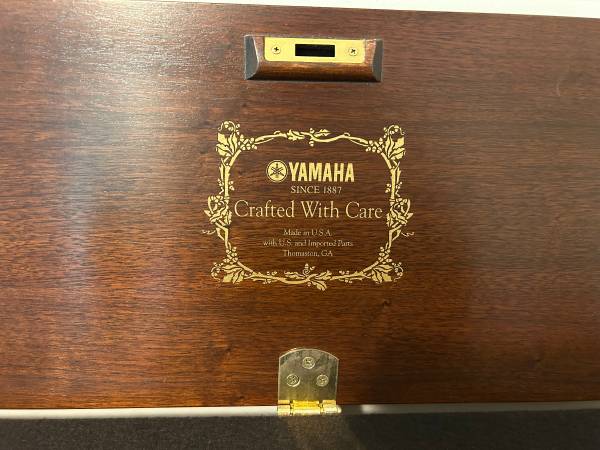 YAMAHA
SINCE 1887
Crafted With Care
Made in U.S.A.
with U.S. and Imported Parts
Thomaston, GA